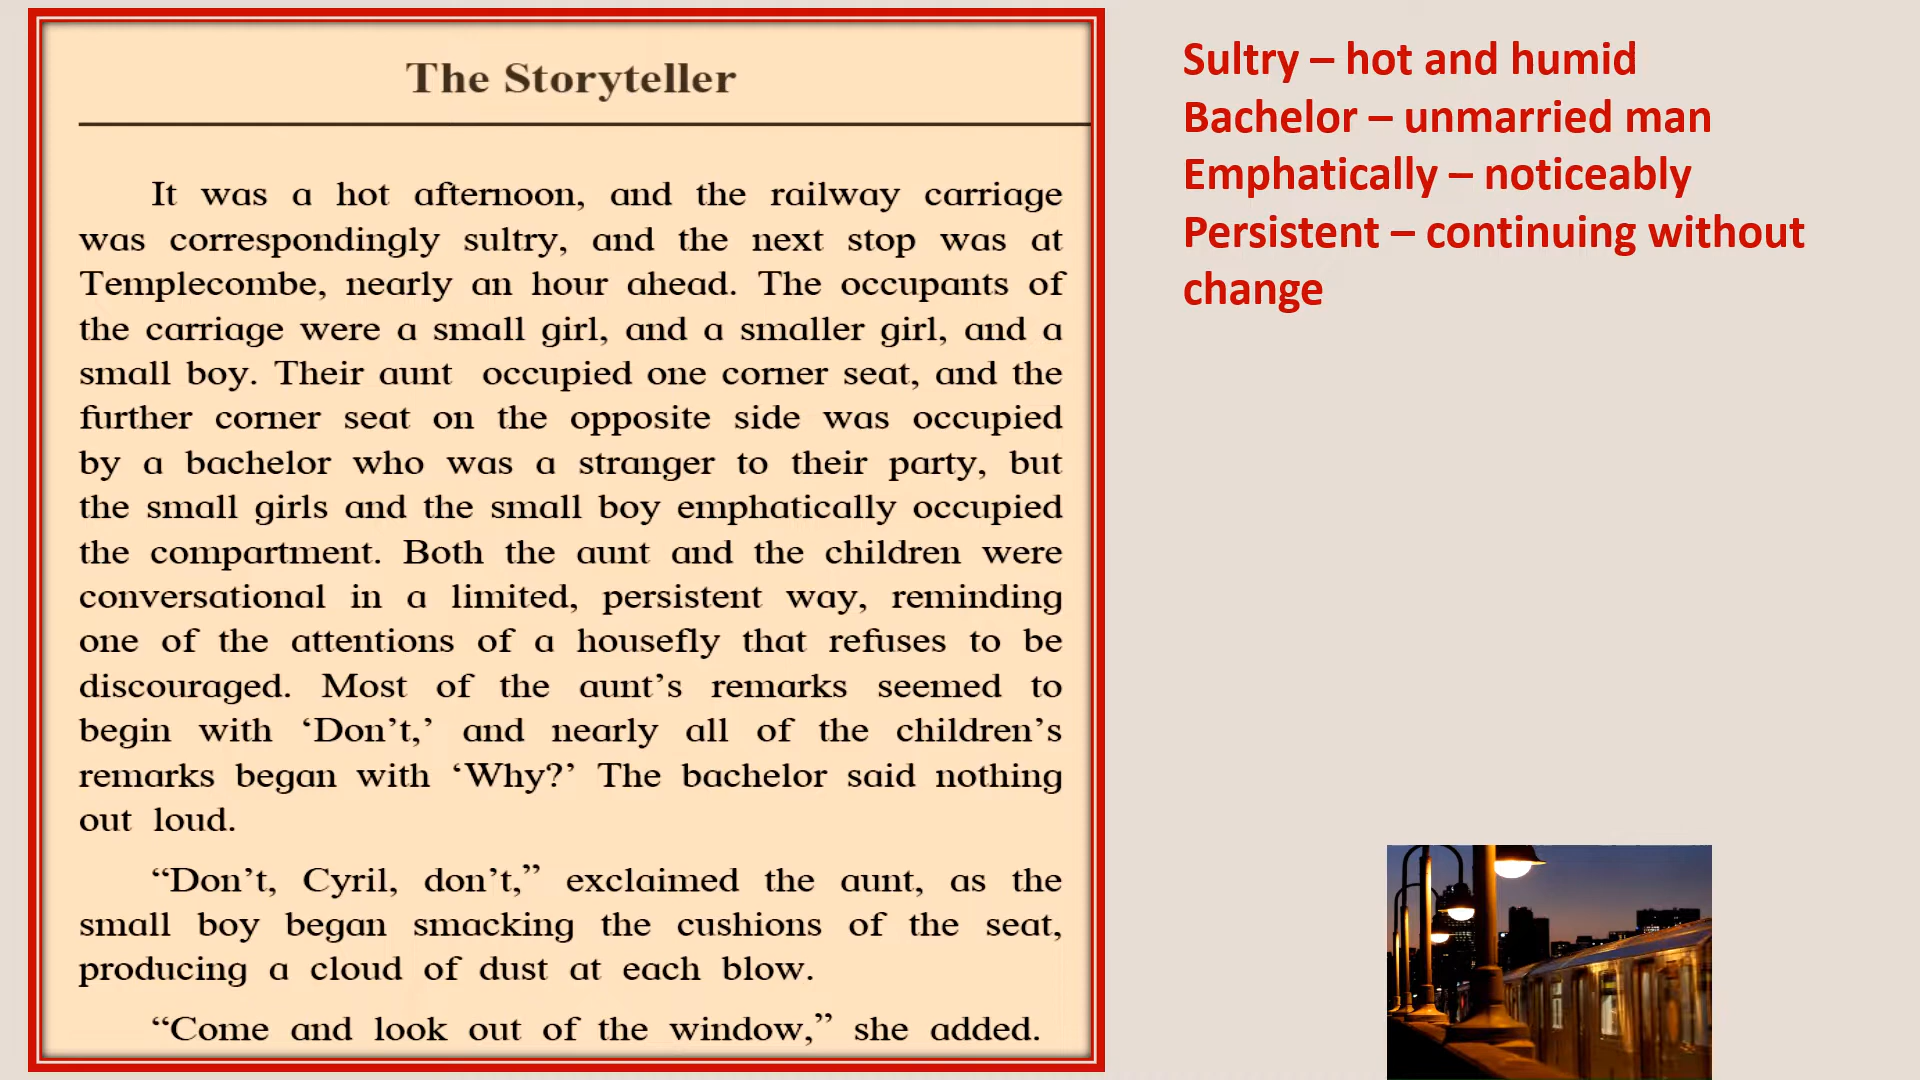 The Storyteller
It was a hot afternoon, and the railway carriage
was correspondingly sultry, and the next stop was at
Templecombe, nearly an hour ahead. The occupants of
the carriage were a small girl, and a smaller girl, and a
small boy. Their aunt occupied one corner seat, and the
further corner seat on the opposite side was occupied
by a bachelor who was a stranger to their party, but
the small girls and the small boy emphatically occupied
the compartment. Both the aunt and the children were
conversational in a limited, persistent way, reminding
one of the attentions of a housefly that refuses to be
discouraged. Most of the aunt’s remarks seemed to
begin with ‘Don’t,’ and nearly all of the children’s
remarks began with ‘Why?’ The bachelor said nothing
out loud.
“Don’t, Cyril, don’t,” exclaimed the aunt, as the
small boy began smacking the cushions of the seat,
producing a cloud of dust at each blow.
“Come and look out of the window,” she added.
Sultry – hot and humid
Bachelor – unmarried man
Emphatically – noticeably
Persistent – continuing without
change